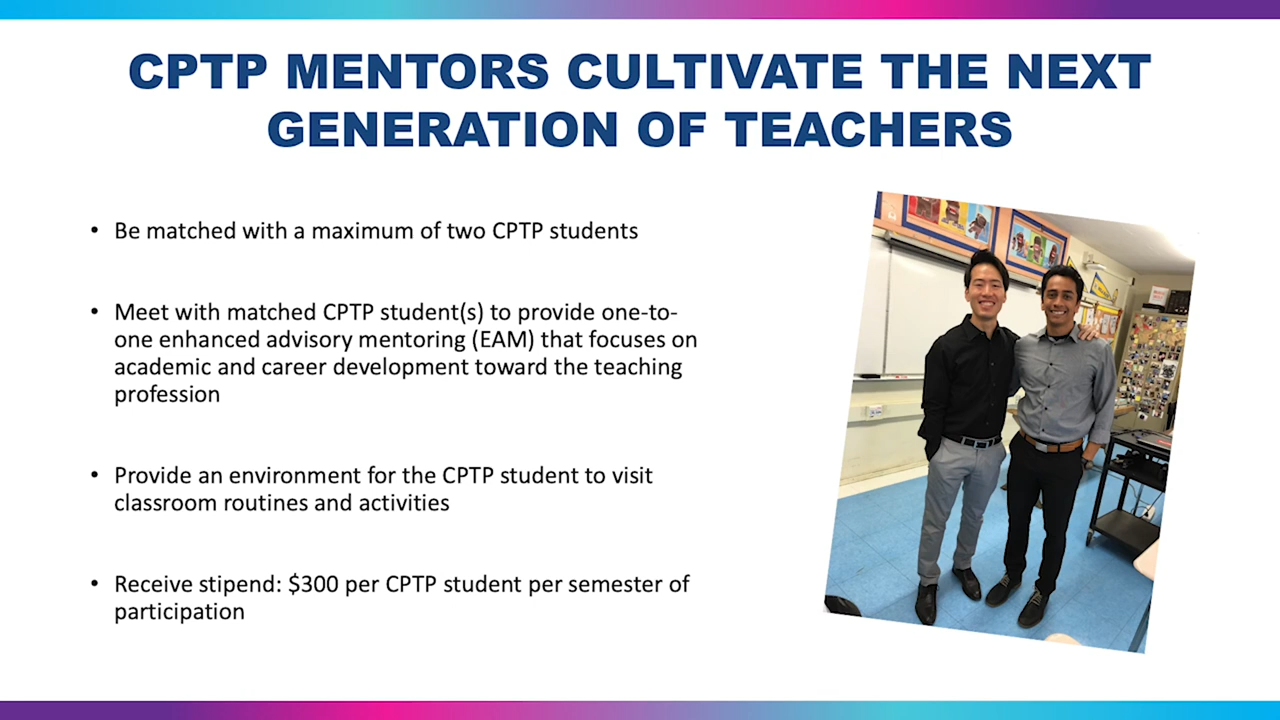 CPTP MENTORS CULTIVATE THE NEXT
GENERATION OF TEACHERS
• Be matched with a maximum of two CPTP students
• Meet with matched CPTP student(s) to provide one-to-
one enhanced advisory mentoring (EAM) that focuses on
academic and career development toward the teaching
profession
• Provide an environment for the CPTP student to visit
classroom routines and activities
• Receive stipend: $300 per CPTP student per semester of
participation